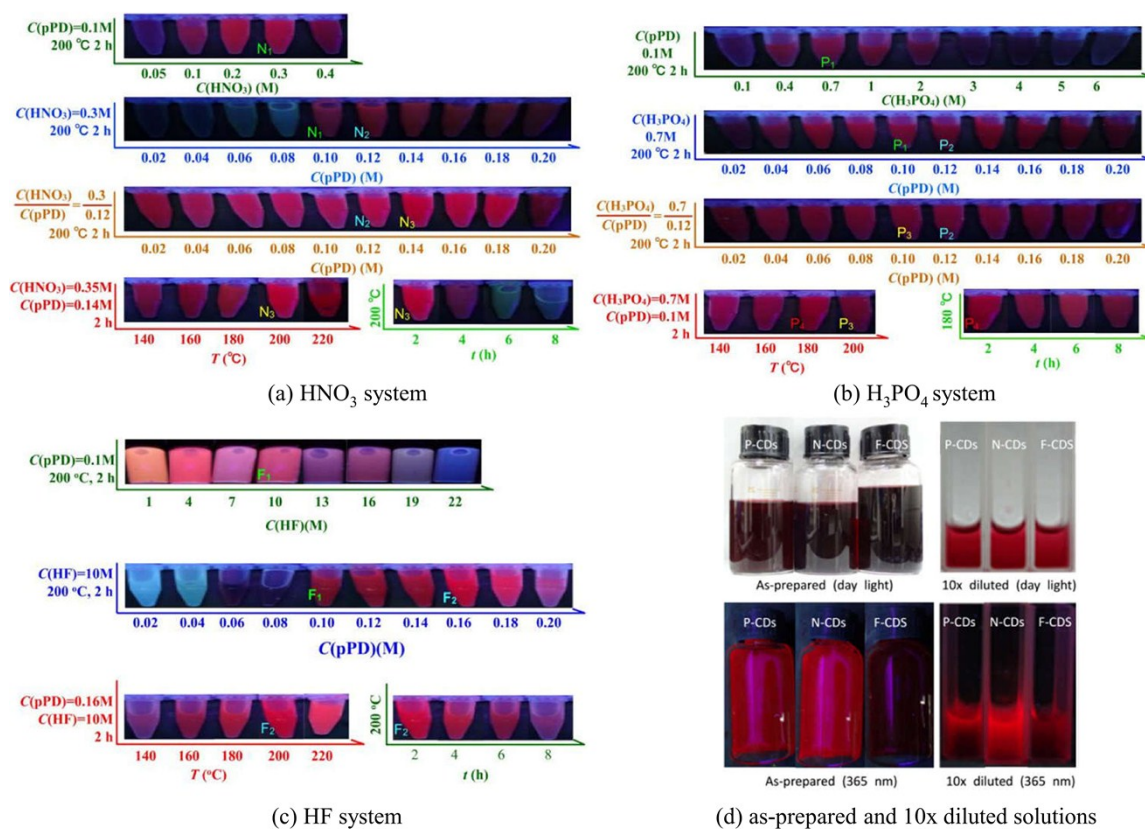 C(pPD)=0.1M
200 ℃ 2 h
N₁
0.05 0.1 0.2 0.3 0.4
C(HNO₃) (M)
C(HNO₃)=0.3M
200 ℃ 2 h
N₁ N₂
0.02 0.04 0.06 0.08 0.10 0.12 0.14 0.16 0.18 0.20
C(pPD) (M)
C(HNO₃) 0.3
C(pPD) = 0.12
200 ℃ 2 h
N₂ N₃
0.02 0.04 0.06 0.08 0.10 0.12 0.14 0.16 0.18 0.20
C(pPD) (M)
C(HNO₃)=0.35M
C(pPD)=0.14M
2 h
N₃
140 160 180 200 220
T (℃)
200 ℃
N₃
2 4 6 8
t (h)
(a) HNO₃ system
C(pPD)
0.1M
200 ℃ 2 h
P₁
0.1 0.4 0.7 1 2 3 4 5 6
C(H₃PO₄) (M)
C(H₃PO₄)
0.7M
200 ℃ 2 h
P₁ P₂
0.02 0.04 0.06 0.08 0.10 0.12 0.14 0.16 0.18 0.20
C(pPD) (M)
C(H₃PO₄) 0.7
C(pPD) = 0.12
200 ℃ 2 h
P₃ P₂
0.02 0.04 0.06 0.08 0.10 0.12 0.14 0.16 0.18 0.20
C(pPD) (M)
C(H₃PO₄)=0.7M
C(pPD)=0.1M
2 h
P₄ P₃
140 160 180 200
T (℃)
180 ℃
P₄
2 4 6 8
t (h)
(b) H₃PO₄ system
C(pPD)=0.1M
200 °C, 2 h
F₁
1 4 7 10 13 16 19 22
C(HF)(M)
C(HF)=10M
200 °C, 2 h
F₁ F₂
0.02 0.04 0.06 0.08 0.10 0.12 0.14 0.16 0.18 0.20
C(pPD)(M)
C(pPD)=0.16M
C(HF)=10M
2 h
F₂
140 160 180 200 220
T (°C)
200 °C
F₂
2 4 6 8
t (h)
(c) HF system
P-CDs N-CDs F-CDS
As-prepared (day light)
P-CDs N-CDs F-CDS
10x diluted (day light)
P-CDs N-CDs F-CDS
As-prepared (365 nm)
P-CDs N-CDs F-CDS
10x diluted (365 nm)
(d) as-prepared and 10x diluted solutions